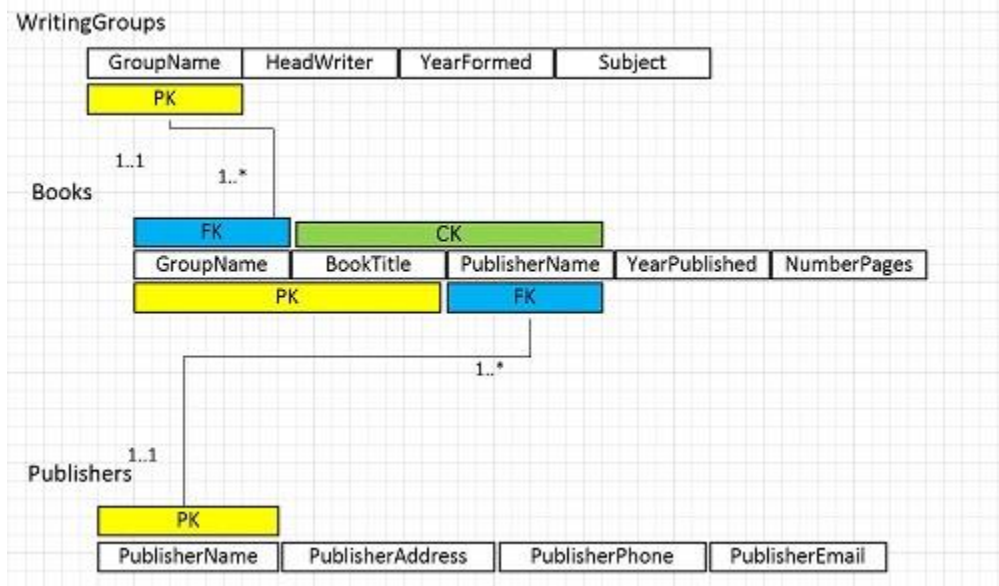 WritingGroups
GroupName HeadWriter YearFormed Subject
PK
1..1
1..*
Books
FK CK
GroupName BookTitle PublisherName YearPublished NumberPages
PK FK
1..*
1..1
Publishers
PK
PublisherName PublisherAddress PublisherPhone PublisherEmail